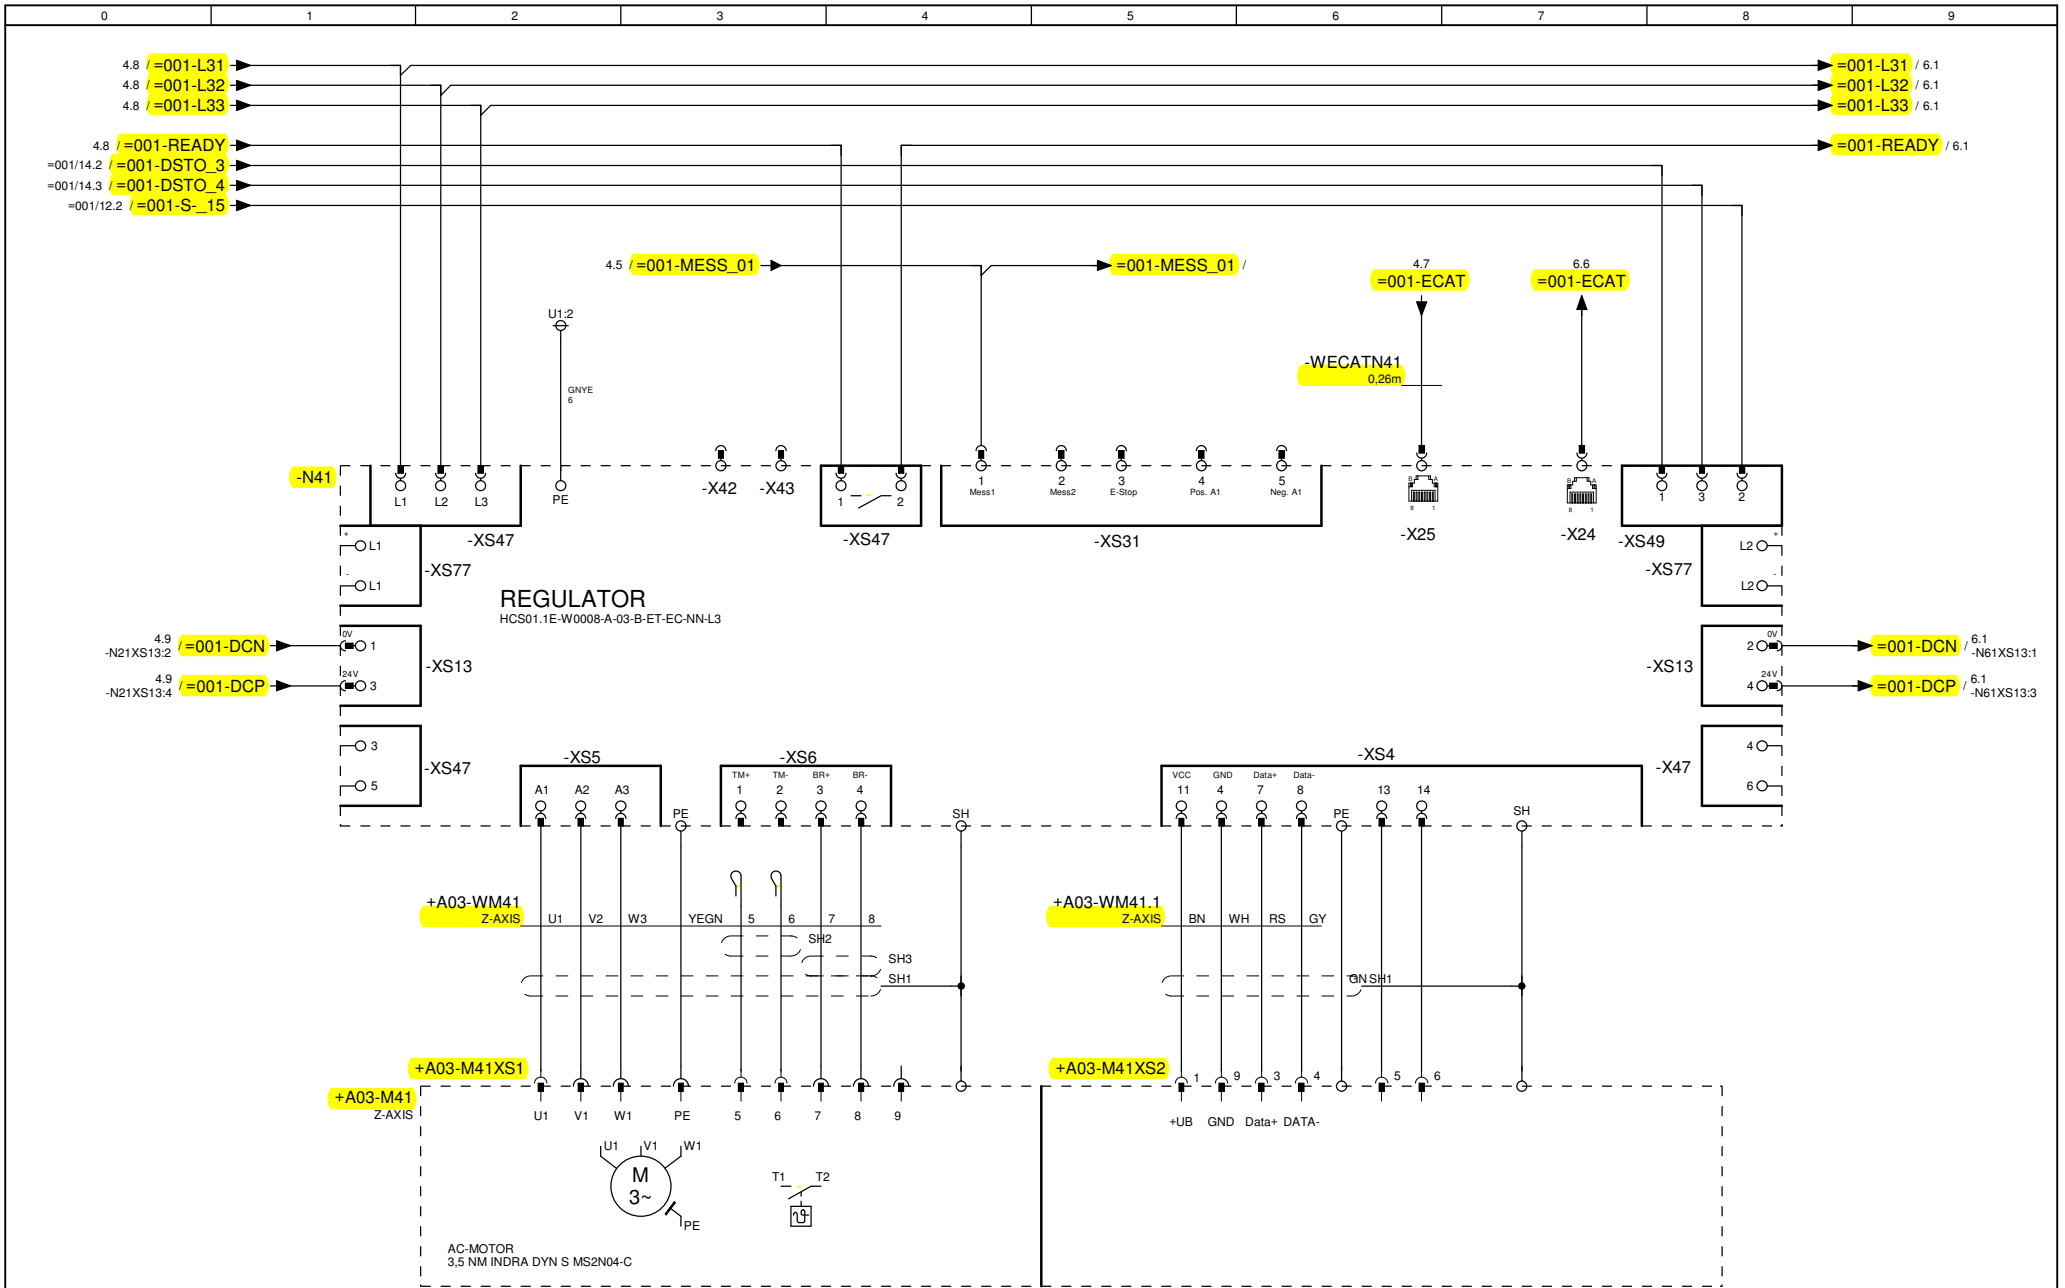 0 1 2 3 4 5 6 7 8 9
4.8 / =001-L31 =001-L31 / 6.1
4.8 / =001-L32 =001-L32 / 6.1
4.8 / =001-L33 =001-L33 / 6.1
4.8 / =001-READY =001-READY / 6.1
=001/14.2 / =001-DSTO_3
=001/14.3 / =001-DSTO_4
=001/12.2 / =001-S-_15
4.5 / =001-MESS_01 =001-MESS_01 /
4.7 6.6
=001-ECAT =001-ECAT
U1:2
-WECATN41
0,26m
GNYE
6
-N41
L1 L2 L3 PE -X42 -X43 1 2
1 2 3 4 5
Mess1 Mess2 E-Stop Pos. A1 Neg. A1
B A B A
8 1 8 1
1 3 2
-XS47 -XS47 -XS31 -X25 -X24 -XS49
+ L1 L2 +
-XS77 -XS77
- L1 L2 -
REGULATOR
HCS01.1E-W0008-A-03-B-ET-EC-NN-L3
4.9 / =001-DCN 0V 1 2 0V =001-DCN / 6.1
-N21XS13:2 -N61XS13:1
-XS13 -XS13
4.9 / =001-DCP 24V 3 4 24V =001-DCP / 6.1
-N21XS13:4 -N61XS13:3
3 4
-XS47 -X47
5 6
-XS5 -XS6 -XS4
TM+ TM- BR+ BR- VCC GND Data+ Data-
A1 A2 A3 1 2 3 4 11 4 7 8 13 14
PE SH PE SH
+A03-WM41 +A03-WM41.1
Z-AXIS U1 V2 W3 YEGN 5 6 7 8 Z-AXIS BN WH RS GY
SH2
SH3
SH1 GN SH1
+A03-M41XS1 +A03-M41XS2
1 9 3 4 5 6
+A03-M41
Z-AXIS
U1 V1 W1 PE 5 6 7 8 9
+UB GND Data+ DATA-
U1 V1 W1
M
3~
PE
T1 T2
ϑ
AC-MOTOR
3,5 NM INDRA DYN S MS2N04-C